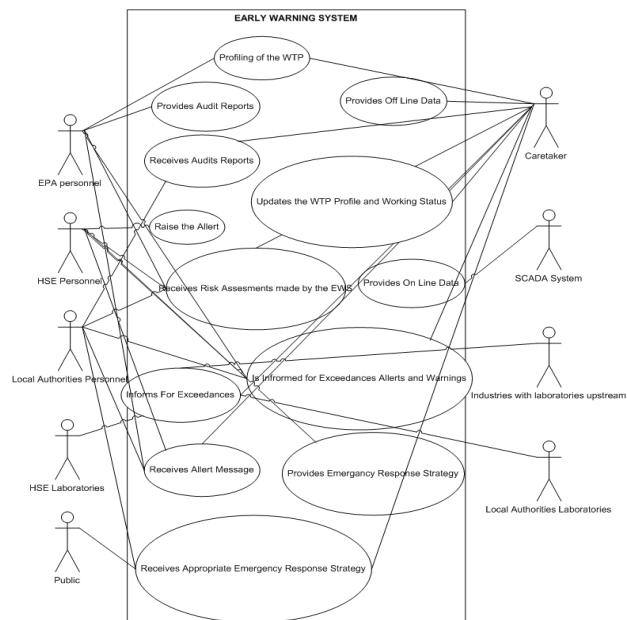 EARLY WARNING SYSTEM
Profiling of the WTP
Provides Audit Reports
Provides Off Line Data
Receives Audits Reports
EPA personnel
Caretaker
Updates the WTP Profile and Working Status
Raise the Allert
HSE Personnel
Receives Risk Assesments made by the EWS
Provides On Line Data
SCADA System
Local Authorities Personnel
Is Infrormed for Exceedances Allerts and Warnings
Informs For Exceedances
Industries with laboratories upstream
HSE Laboratories
Receives Allert Message
Provides Emergancy Response Strategy
Local Authorities Laboratories
Public
Receives Appropriate Emergency Response Strategy